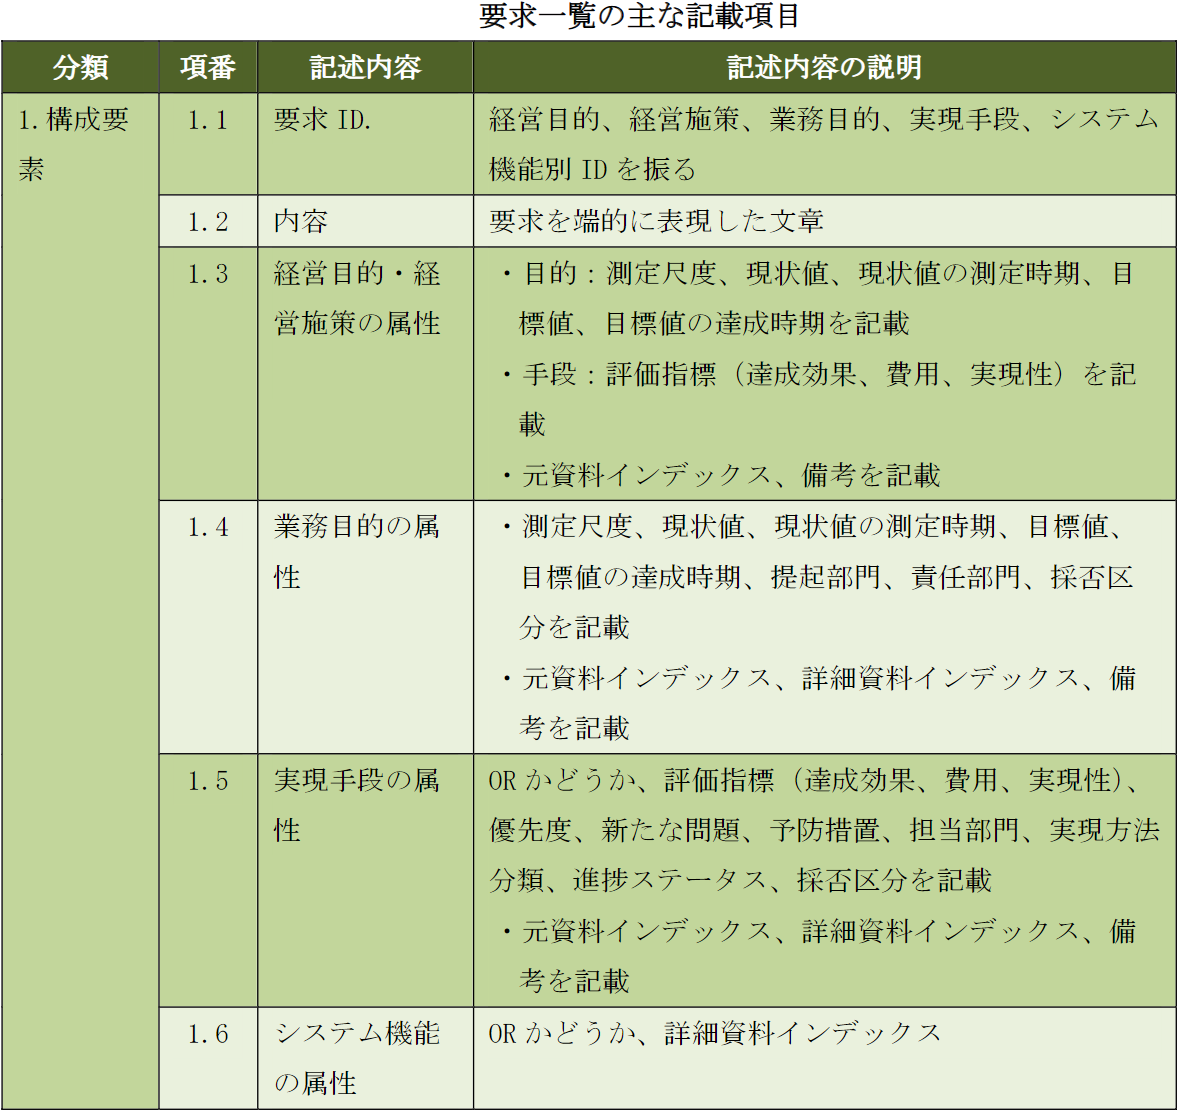 要求一覧の主な記載項目
分類 項番 記述内容 記述内容の説明
1.構成要素
1.1 要求 ID. 経営目的、経営施策、業務目的、実現手段、システム
機能別 ID を振る
1.2 内容 要求を端的に表現した文章
1.3 経営目的・経
営施策の属性
・目的：測定尺度、現状値、現状値の測定時期、目
標値、目標値の達成時期を記載
・手段：評価指標（達成効果、費用、実現性）を記
載
・元資料インデックス、備考を記載
1.4 業務目的の属
性
・測定尺度、現状値、現状値の測定時期、目標値、
目標値の達成時期、提起部門、責任部門、採否区
分を記載
・元資料インデックス、詳細資料インデックス、備
考を記載
1.5 実現手段の属
性
OR かどうか、評価指標（達成効果、費用、実現性）、
優先度、新たな問題、予防措置、担当部門、実現方法
分類、進捗ステータス、採否区分を記載
・元資料インデックス、詳細資料インデックス、備
考を記載
1.6 システム機能
の属性
OR かどうか、詳細資料インデックス